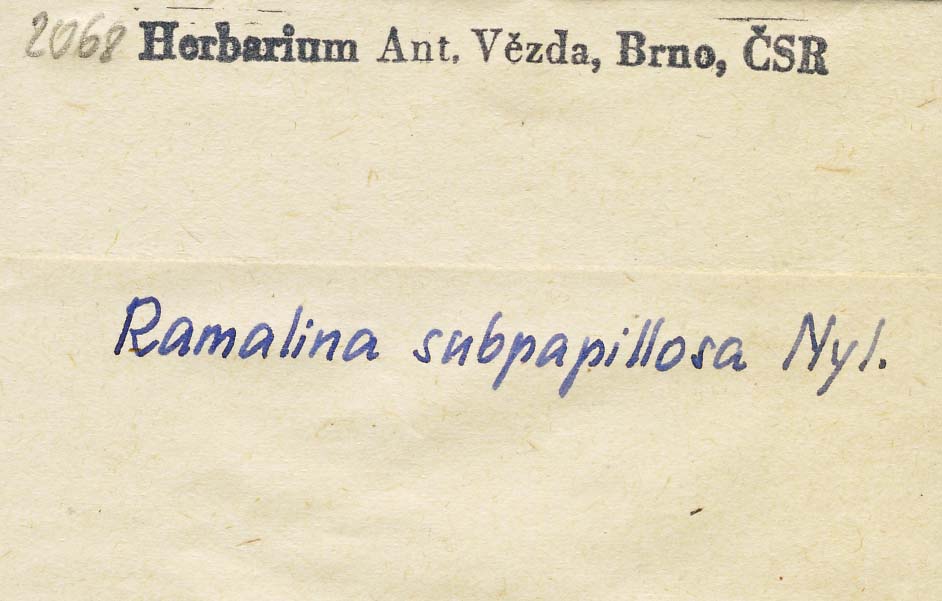 2068 Herbarium Ant. Vězda, Brno, ČSR
Ramalina subpapillosa Nyl.